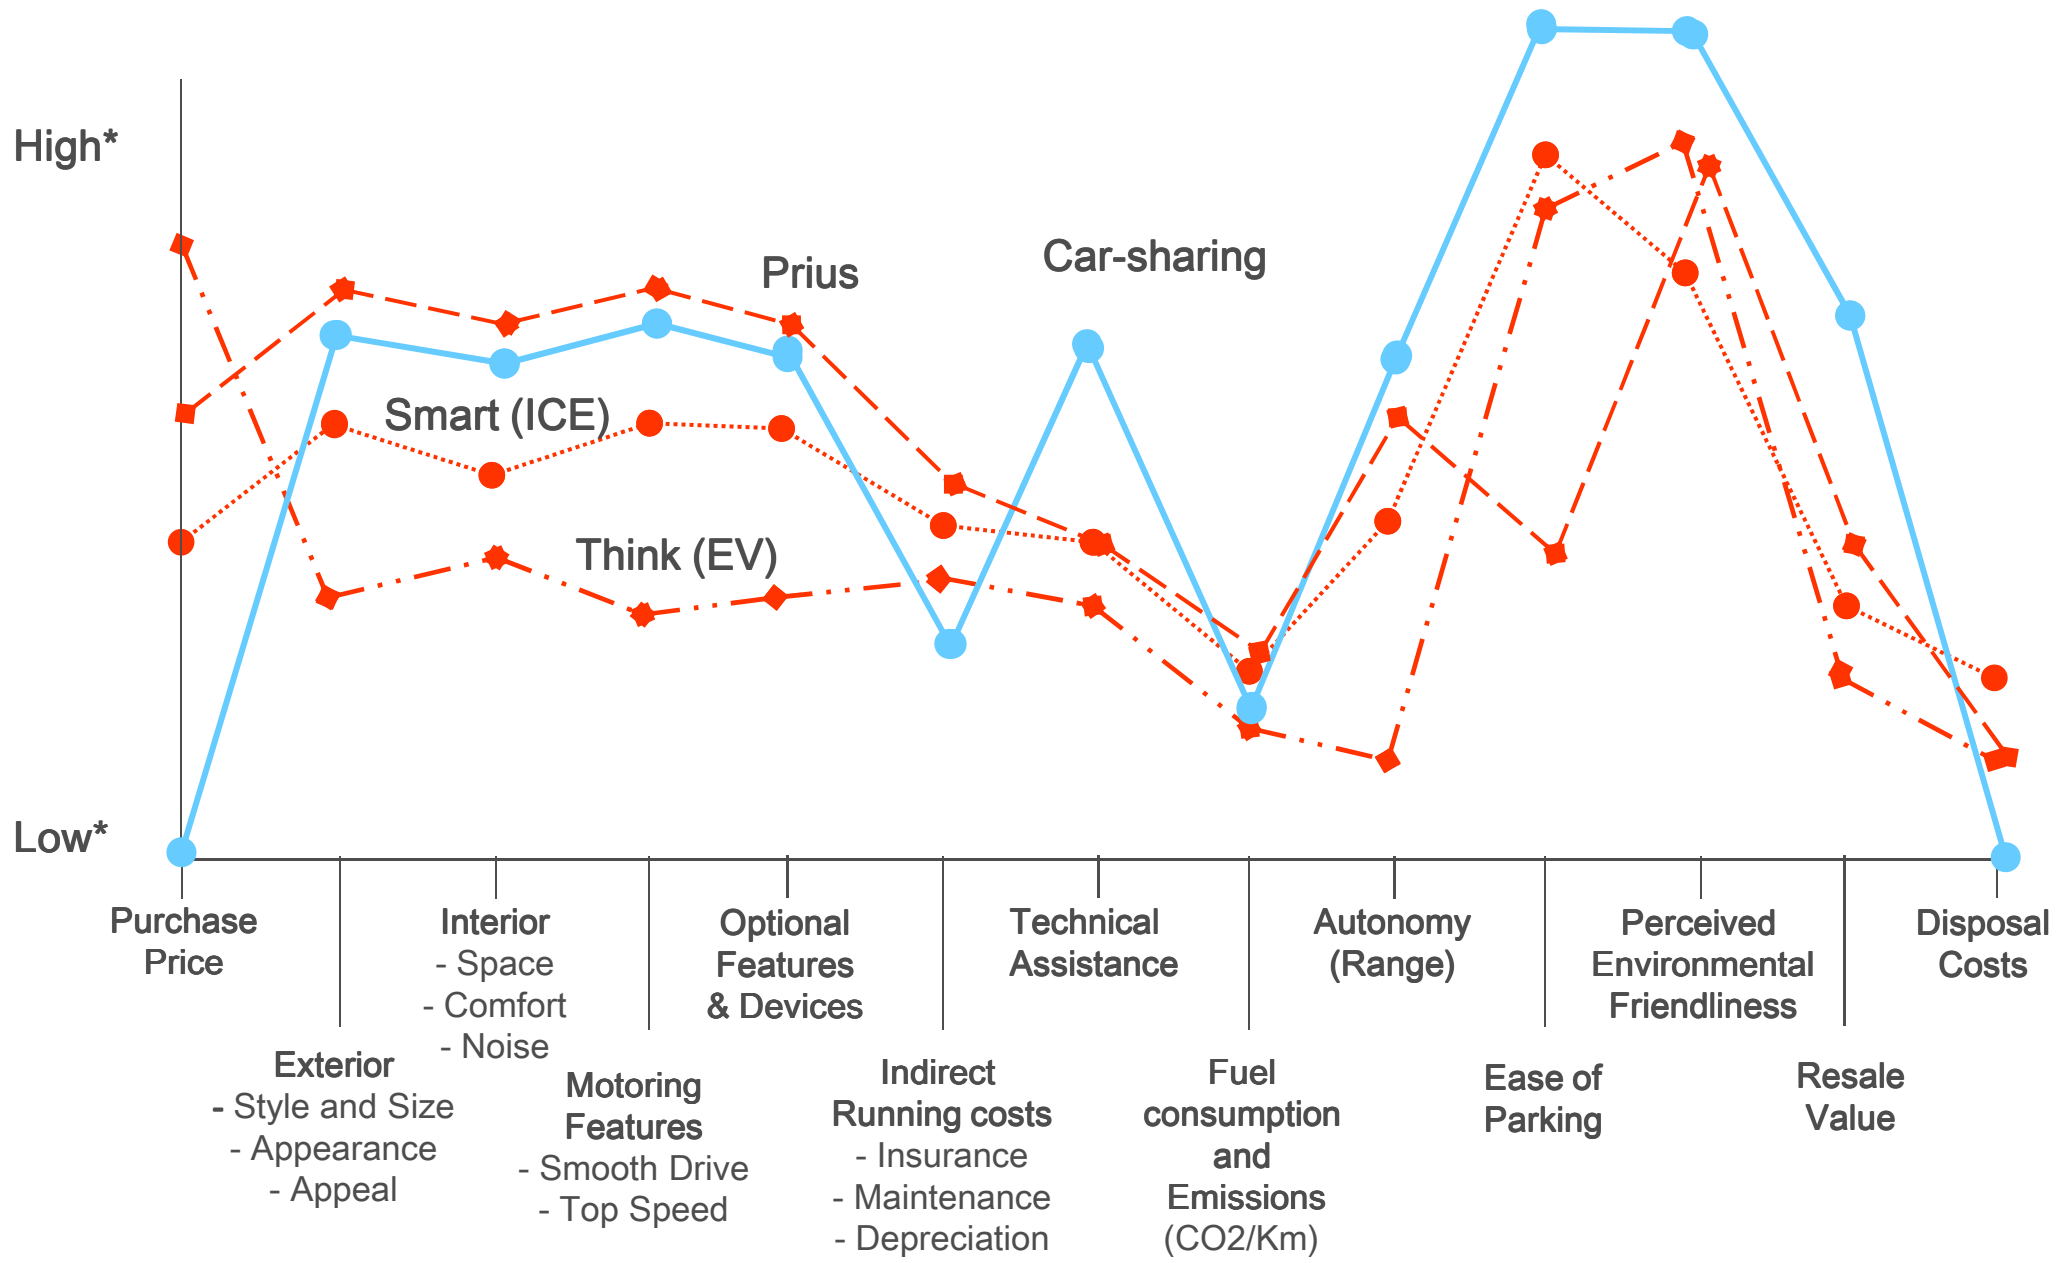 High*
Prius
Car-sharing
Smart (ICE)
Think (EV)
Low*
Purchase
Price
Exterior
- Style and Size
- Appearance
- Appeal
Interior
- Space
- Comfort
- Noise
Motoring
Features
- Smooth Drive
- Top Speed
Optional
Features
& Devices
Indirect
Running costs
- Insurance
- Maintenance
- Depreciation
Technical
Assistance
Fuel
consumption
and
Emissions
(CO2/Km)
Autonomy
(Range)
Ease of
Parking
Perceived
Environmental
Friendliness
Resale
Value
Disposal
Costs